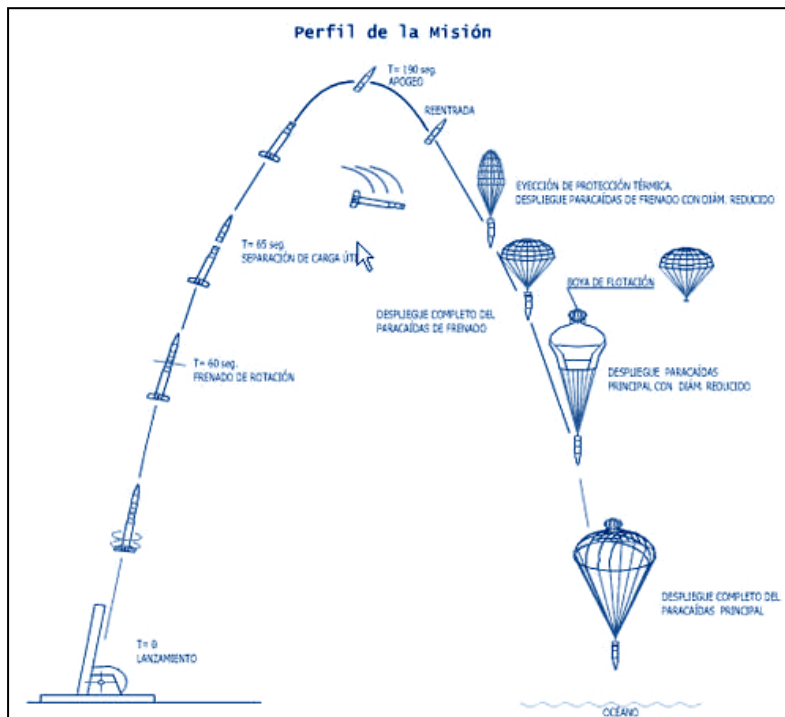 Perfil de la Misión
T= 190 seg.
APOGEO
REENTRADA
EYECCIÓN DE PROTECCIÓN TÉRMICA.
DESPLIEGUE PARACAÍDAS DE FRENADO CON DIÁM. REDUCIDO
T= 65 seg.
SEPARACIÓN DE CARGA ÚTI
BOYA DE FLOTACIÓN
DESPLIEGUE COMPLETO DEL
PARACAÍDAS DE FRENADO
T= 60 seg.
FRENADO DE ROTACIÓN
DESPLIEGUE PARACAÍDAS
PRINCIPAL CON DIÁM. REDUCIDO
DESPLIEGUE COMPLETO DEL
PARACAÍDAS PRINCIPAL
T= 0
LANZAMIENTO
OCÉANO